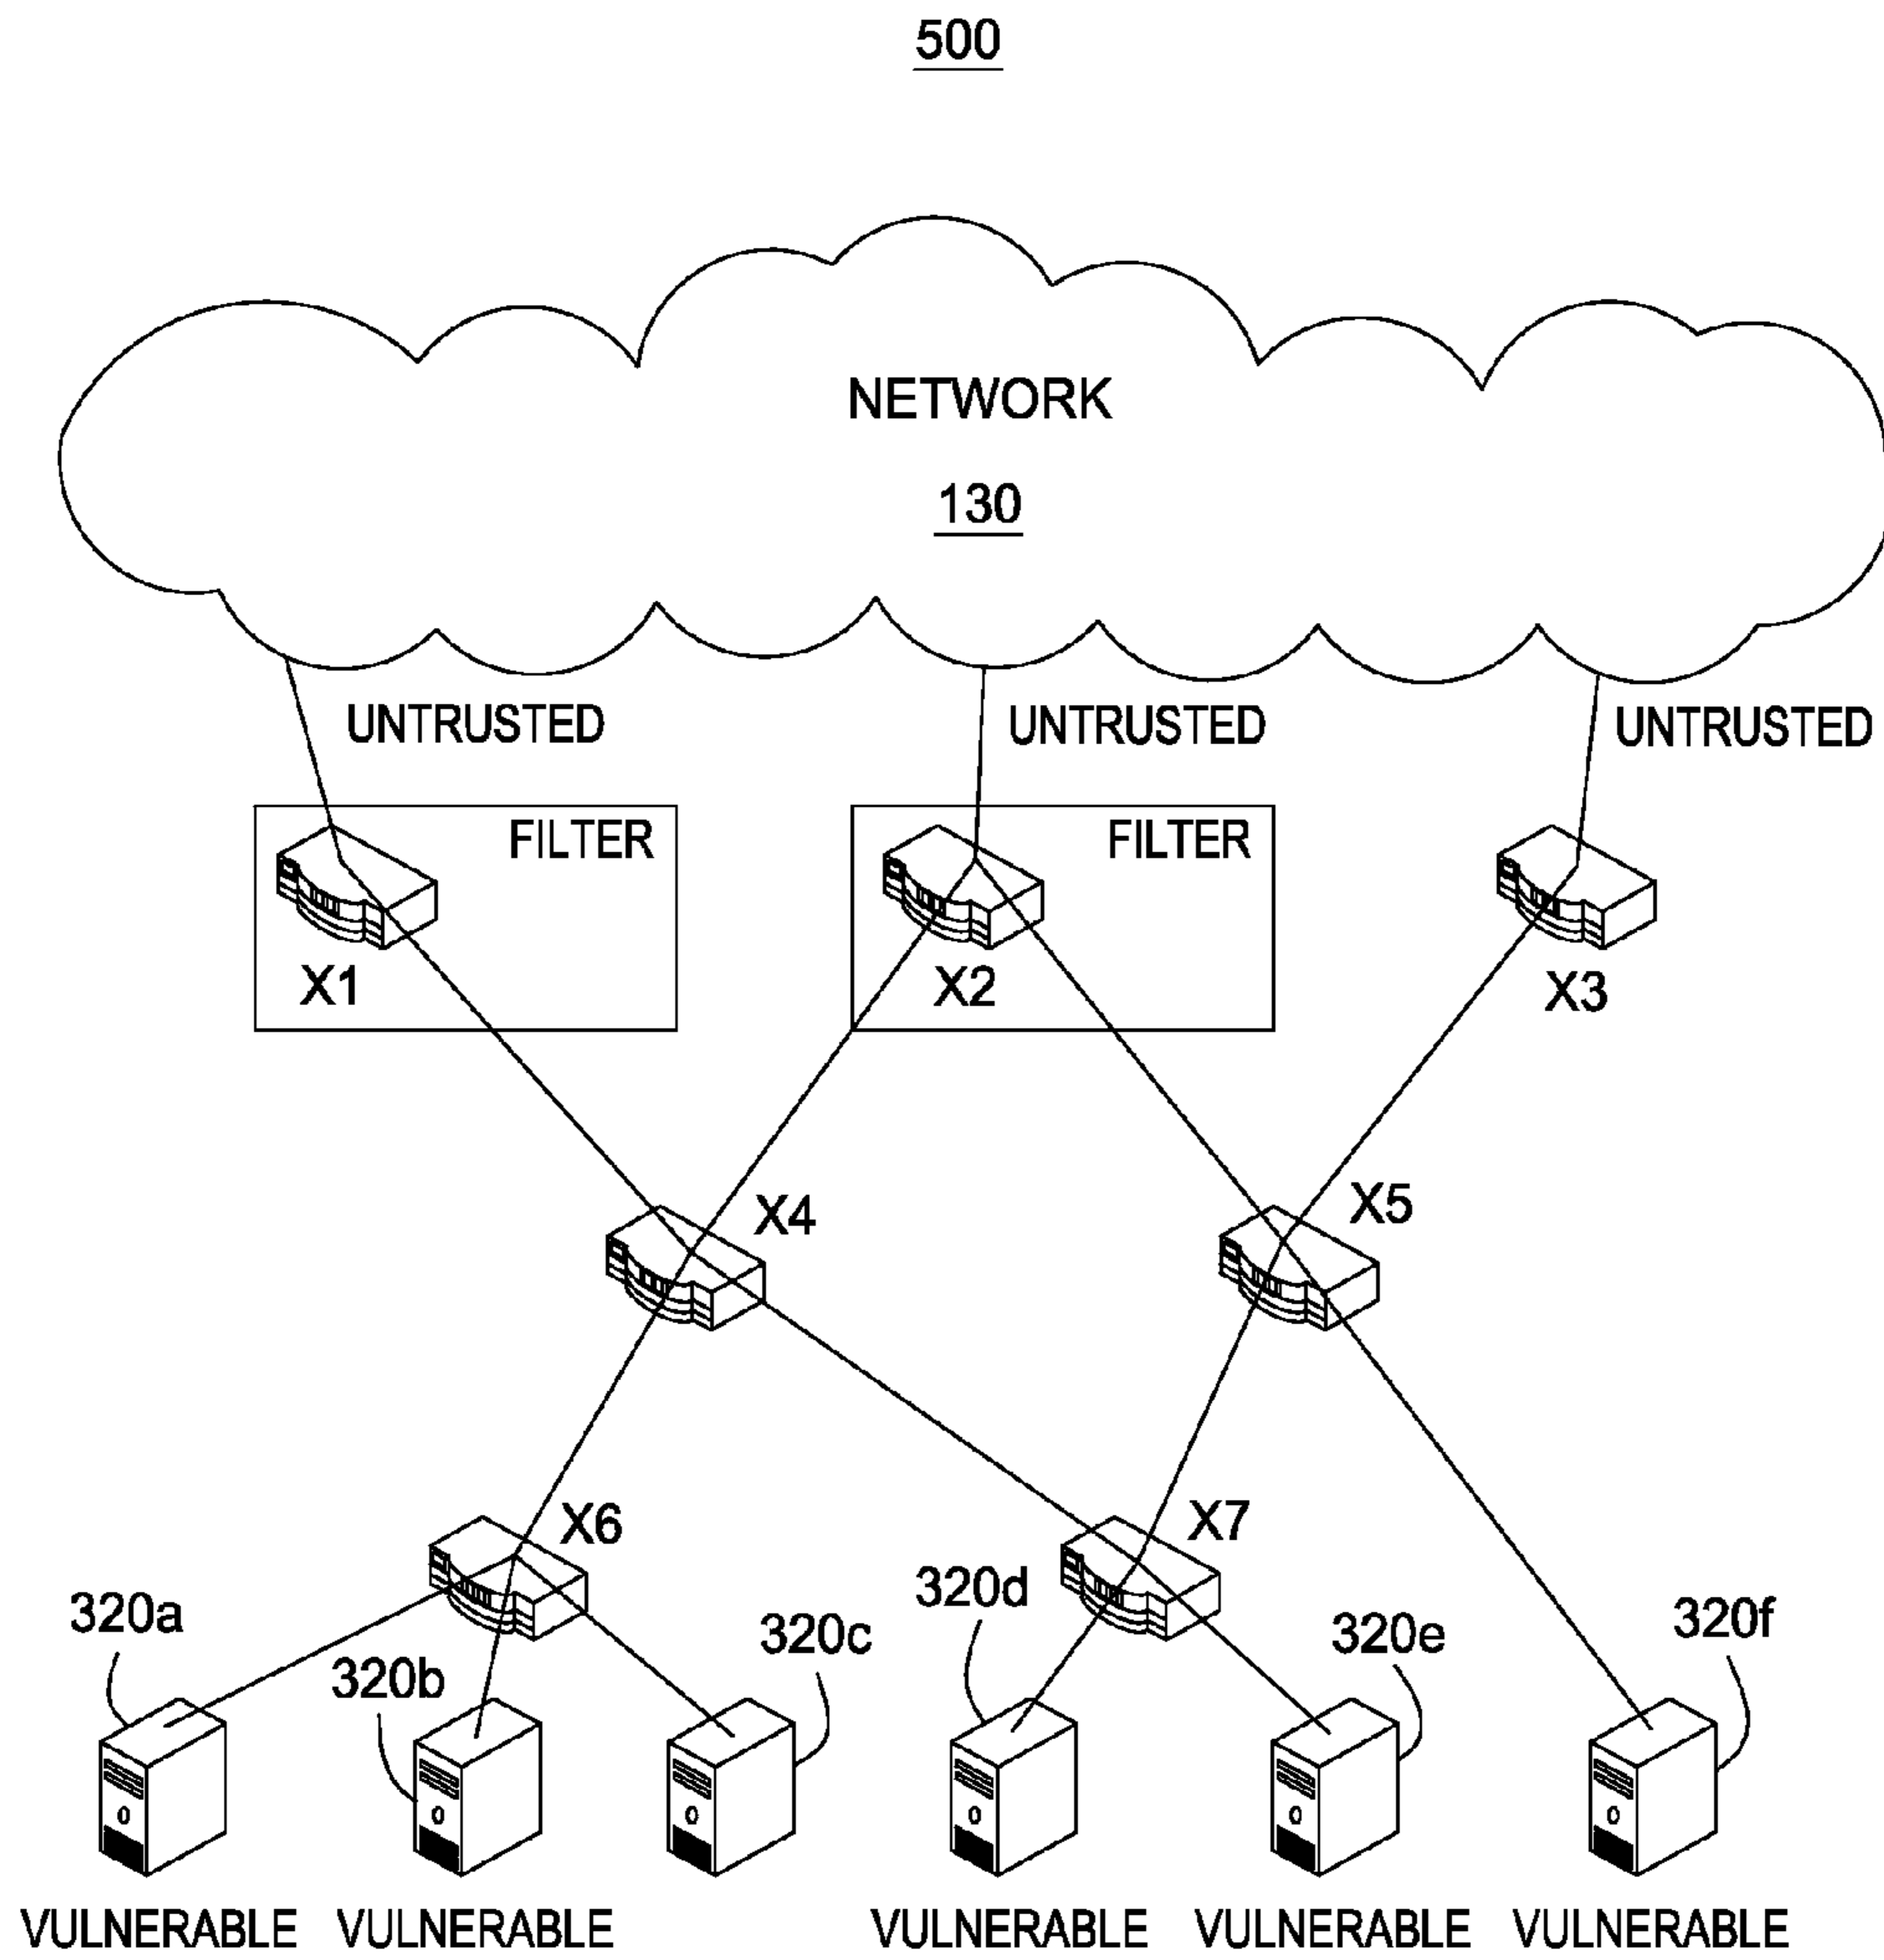 500
NETWORK
130
UNTRUSTED
UNTRUSTED
UNTRUSTED
FILTER
FILTER
X1
X2
X3
X4
X5
X6
X7
320a
320b
320c
320d
320e
320f
VULNERABLE
VULNERABLE
VULNERABLE
VULNERABLE
VULNERABLE